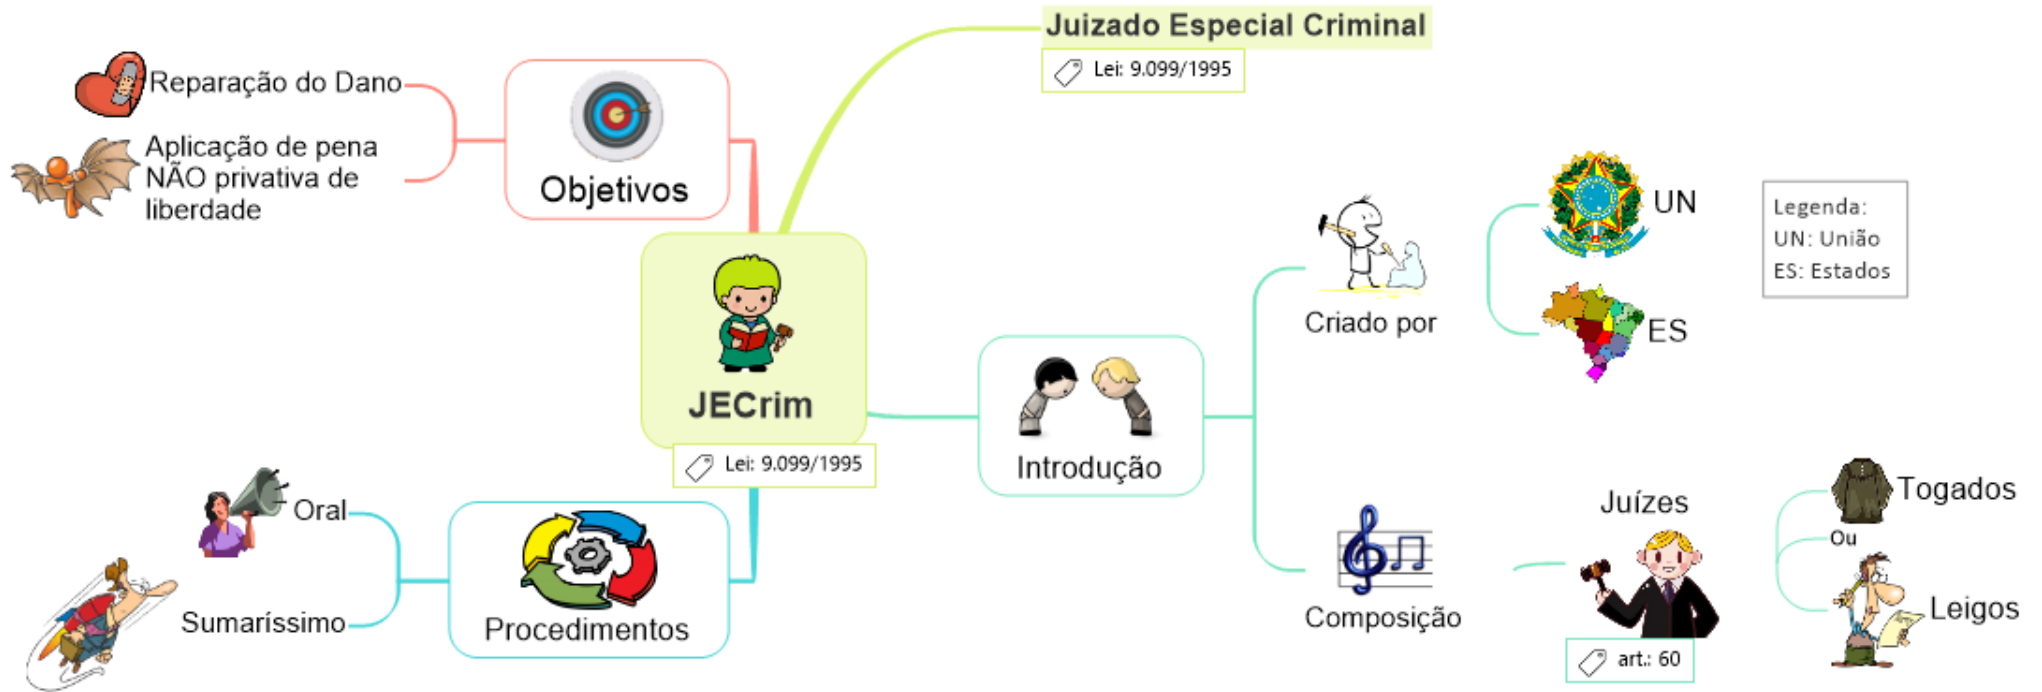 Juizado Especial Criminal
Lei: 9.099/1995
Reparação do Dano
Aplicação de pena
NÃO privativa de
liberdade
Objetivos
JECrim
Lei: 9.099/1995
Oral
Sumaríssimo
Procedimentos
Introdução
Criado por
UN
ES
Legenda:
UN: União
ES: Estados
Composição
Juízes
art.: 60
Togados
Ou
Leigos